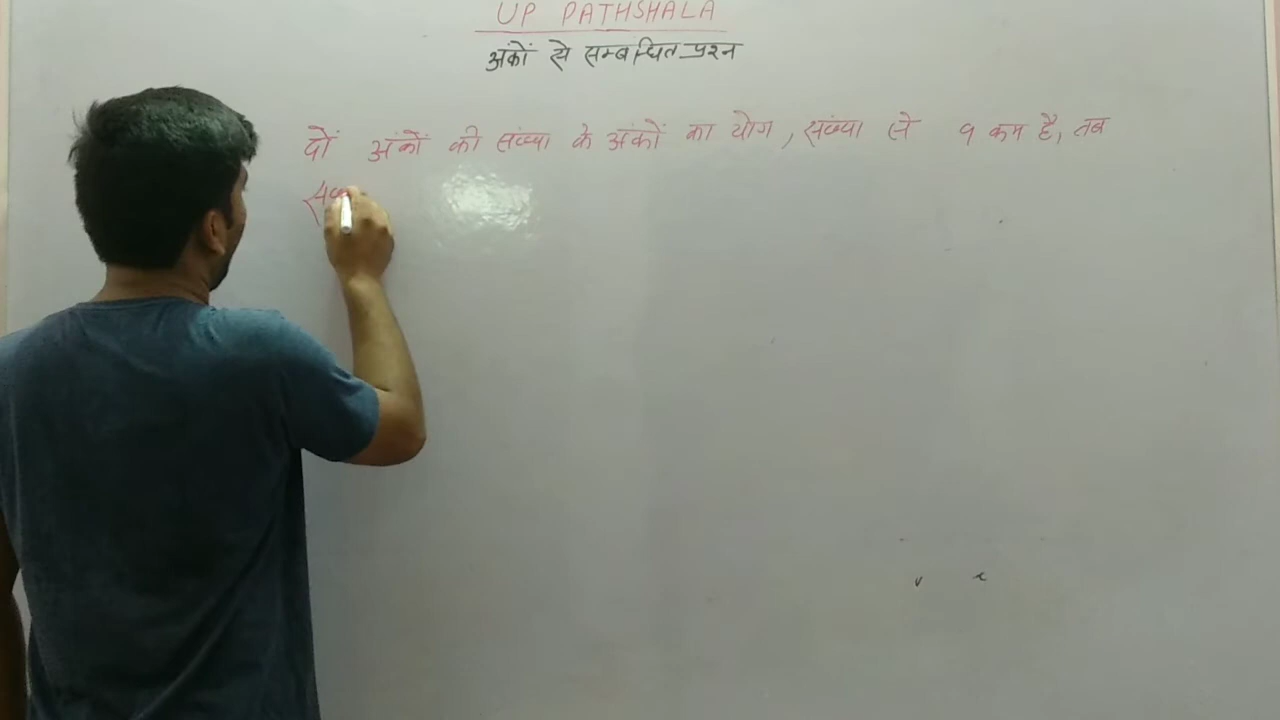 UP PATHSHALA
अंकों से सम्बन्धित प्रश्न
दों अंकों की संख्या के अंकों का योग, संख्या से 9 कम है, तब